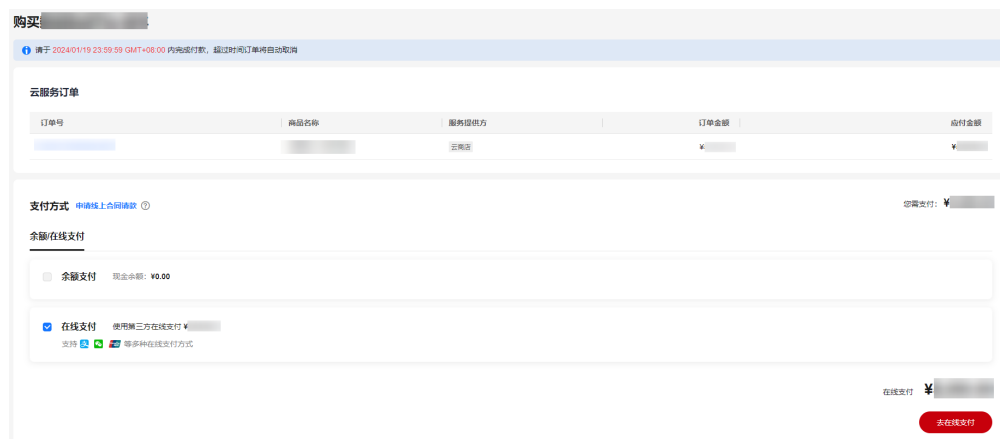 购买
请于 2024/01/19 23:59:59 GMT+08:00 内完成付款，超过时间订单将自动取消
云服务订单
订单号 商品名称 服务提供方 订单金额 应付金额
云商店 ¥ ¥
支付方式 申请线上合同请款 您需支付：¥
余额/在线支付
余额支付 现金余额：¥0.00
在线支付 使用第三方在线支付 ¥
支持 等多种在线支付方式
在线支付 ¥
去在线支付